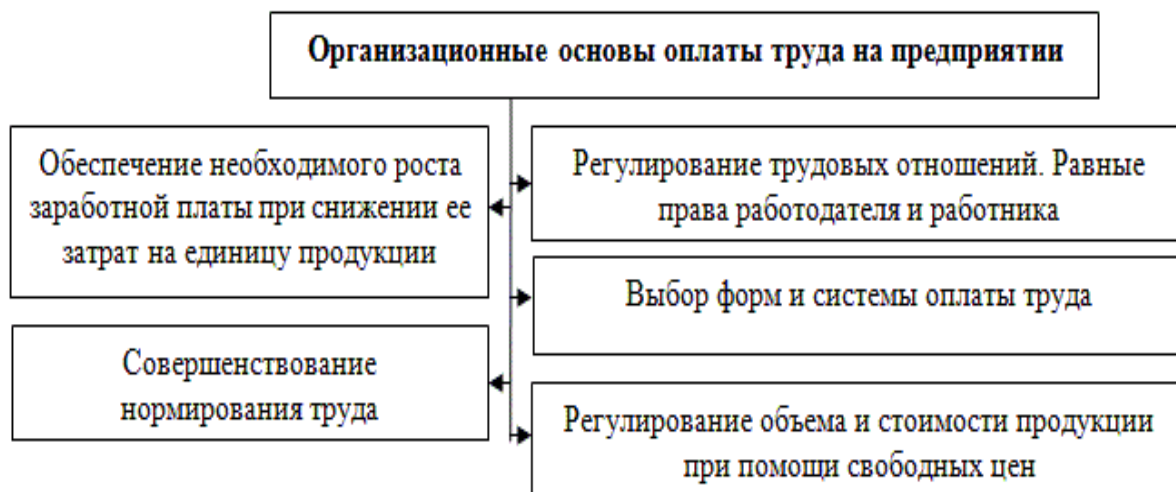 Организационные основы оплаты труда на предприятии
Обеспечение необходимого роста
заработной платы при снижении ее
затрат на единицу продукции
Регулирование трудовых отношений. Равные
права работодателя и работника
Выбор форм и системы оплаты труда
Совершенствование
нормирования труда
Регулирование объема и стоимости продукции
при помощи свободных цен